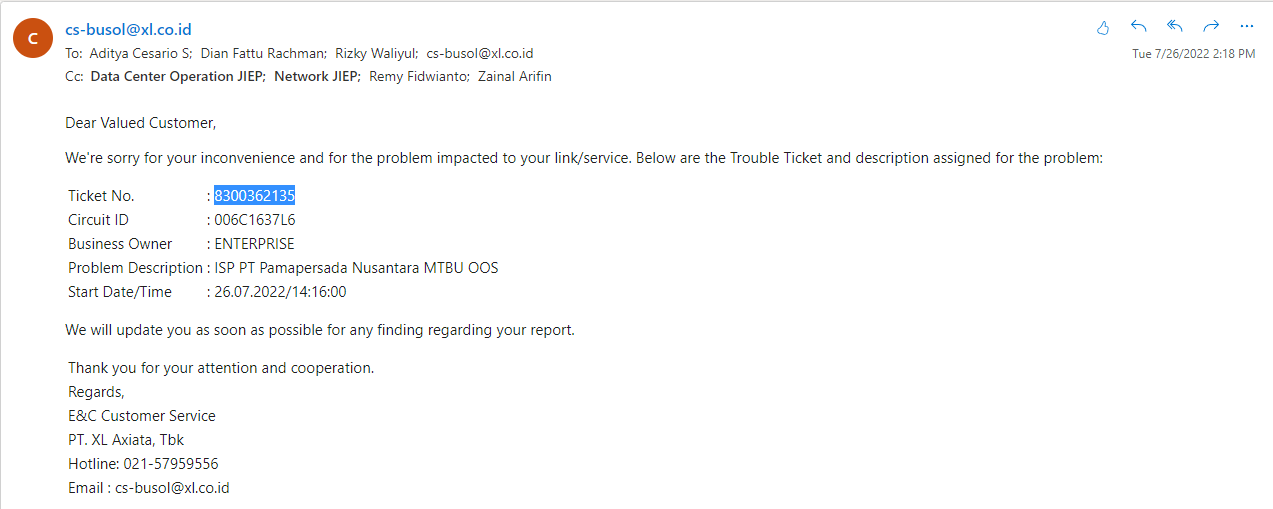 C
cs-busol@xl.co.id
To: Aditya Cesario S; Dian Fattu Rachman; Rizky Waliyul; cs-busol@xl.co.id
Tue 7/26/2022 2:18 PM
Cc: Data Center Operation JIEP; Network JIEP; Remy Fidwianto; Zainal Arifin
Dear Valued Customer,
We're sorry for your inconvenience and for the problem impacted to your link/service. Below are the Trouble Ticket and description assigned for the problem:
Ticket No. : 8300362135
Circuit ID : 006C1637L6
Business Owner : ENTERPRISE
Problem Description : ISP PT Pamapersada Nusantara MTBU OOS
Start Date/Time : 26.07.2022/14:16:00
We will update you as soon as possible for any finding regarding your report.
Thank you for your attention and cooperation.
Regards,
E&C Customer Service
PT. XL Axiata, Tbk
Hotline: 021-57959556
Email : cs-busol@xl.co.id